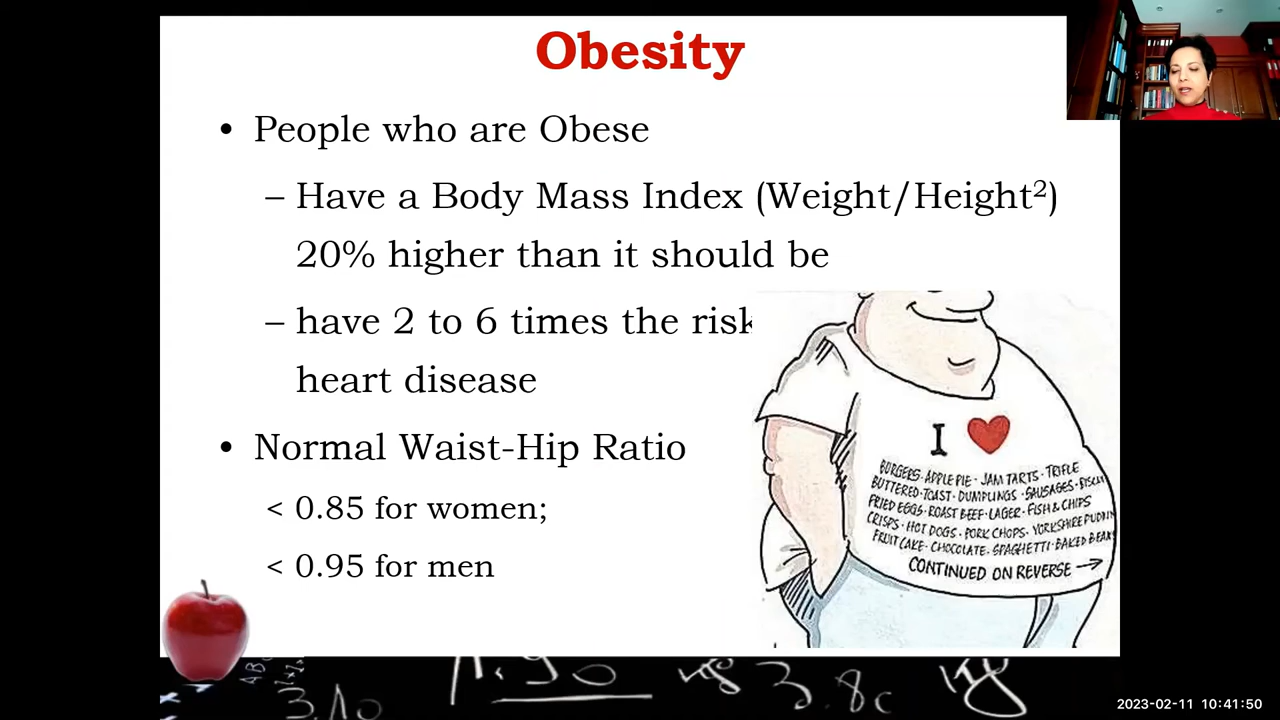 Obesity
• People who are Obese
– Have a Body Mass Index (Weight/Height²)
20% higher than it should be
– have 2 to 6 times the risk
heart disease
• Normal Waist-Hip Ratio
< 0.85 for women;
< 0.95 for men
I ❤
BURGERS · APPLE PIE · JAM TARTS · TRIFLE
BUTTERED · TOAST · DUMPLINGS · SAUSAGES ·
FRIED EGGS · ROAST BEEF · LAGER · FISH & CHIPS
CRISPS · HOT DOGS · PORK CHOPS · YORKSHIRE
FRUIT CAKE · CHOCOLATE · SPAGHETTI · BAKED
CONTINUED ON REVERSE →
2023-02-11 10:41:50